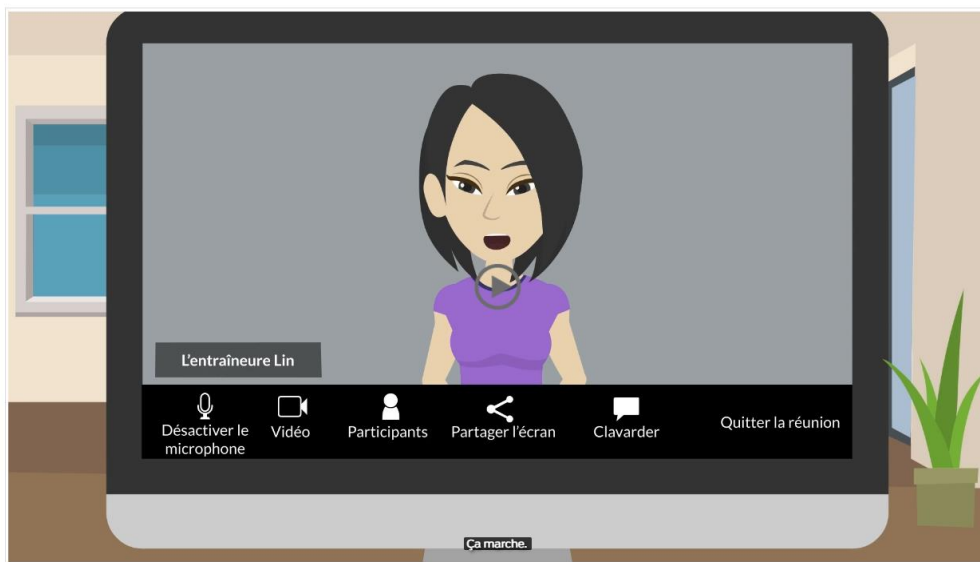 L'entraîneure Lin
Désactiver le
microphone
Vidéo
Participants
Partager l'écran
Clavarder
Quitter la réunion
Ça marche.